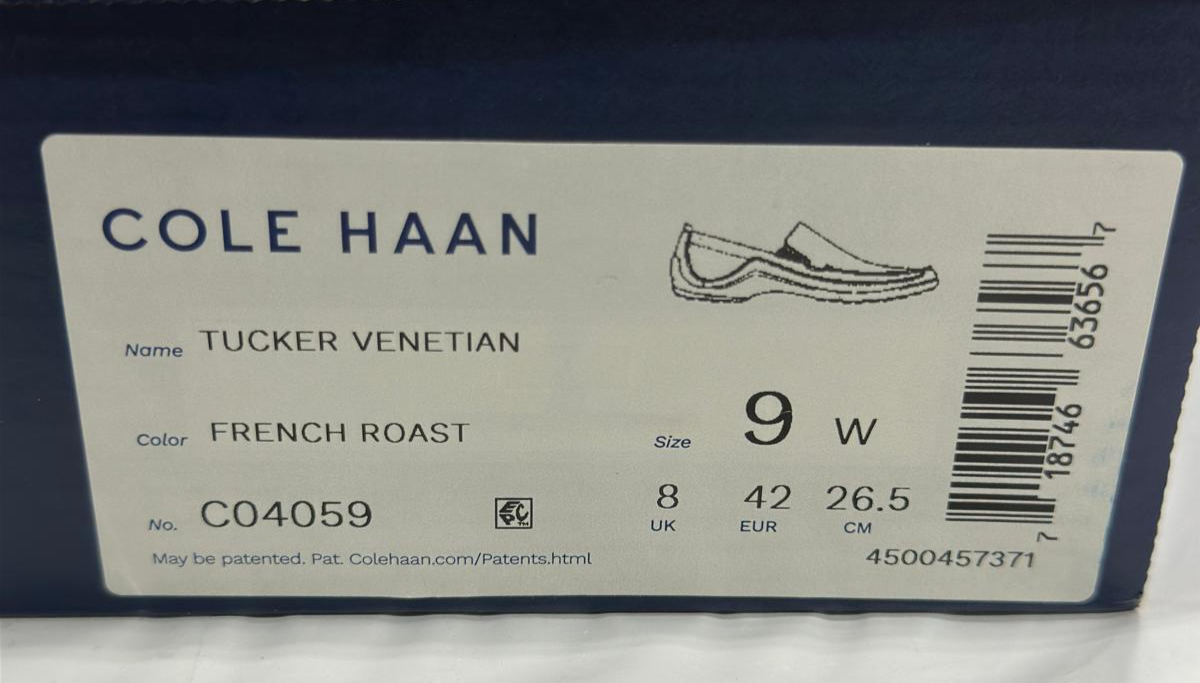 COLE HAAN
Name TUCKER VENETIAN
Color FRENCH ROAST
Size 9 W
No. C04059
EPC™
8 42 26.5
UK EUR CM
May be patented. Pat. Colehaan.com/Patents.html
4500457371
7 18746 63656 7